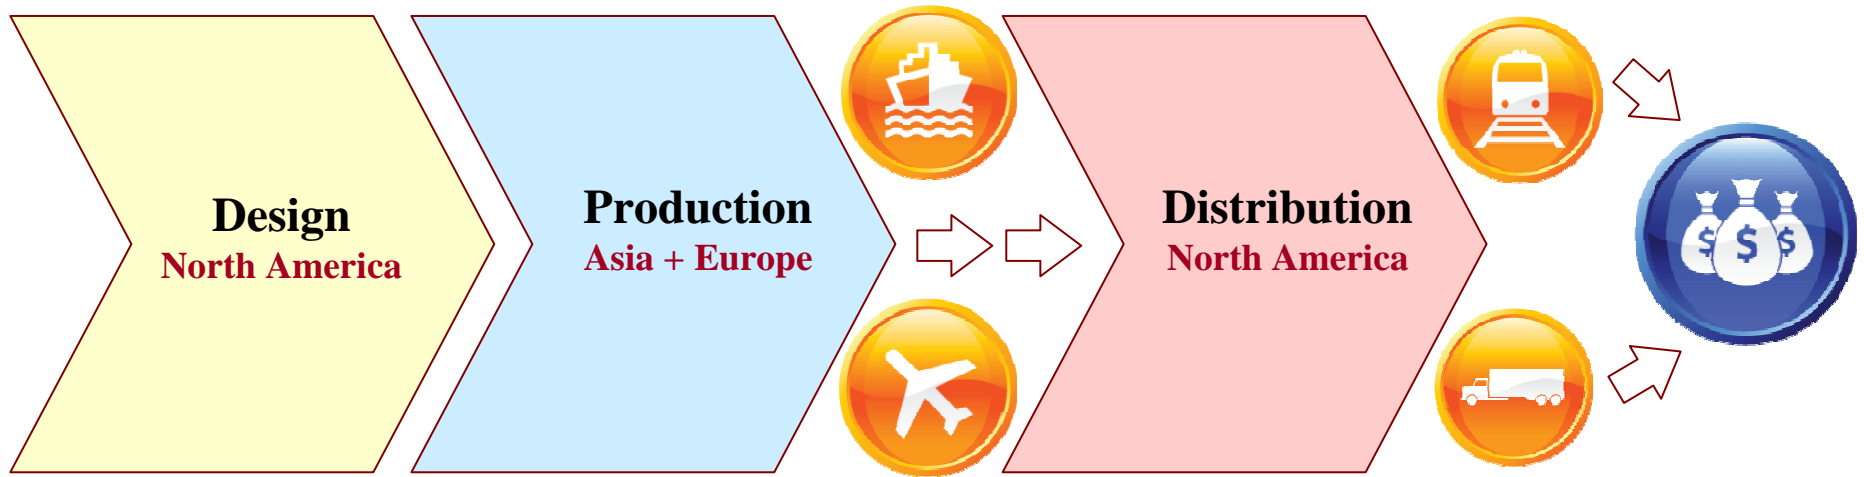 Design
North America
Production
Asia + Europe
Distribution
North America
$ $ $